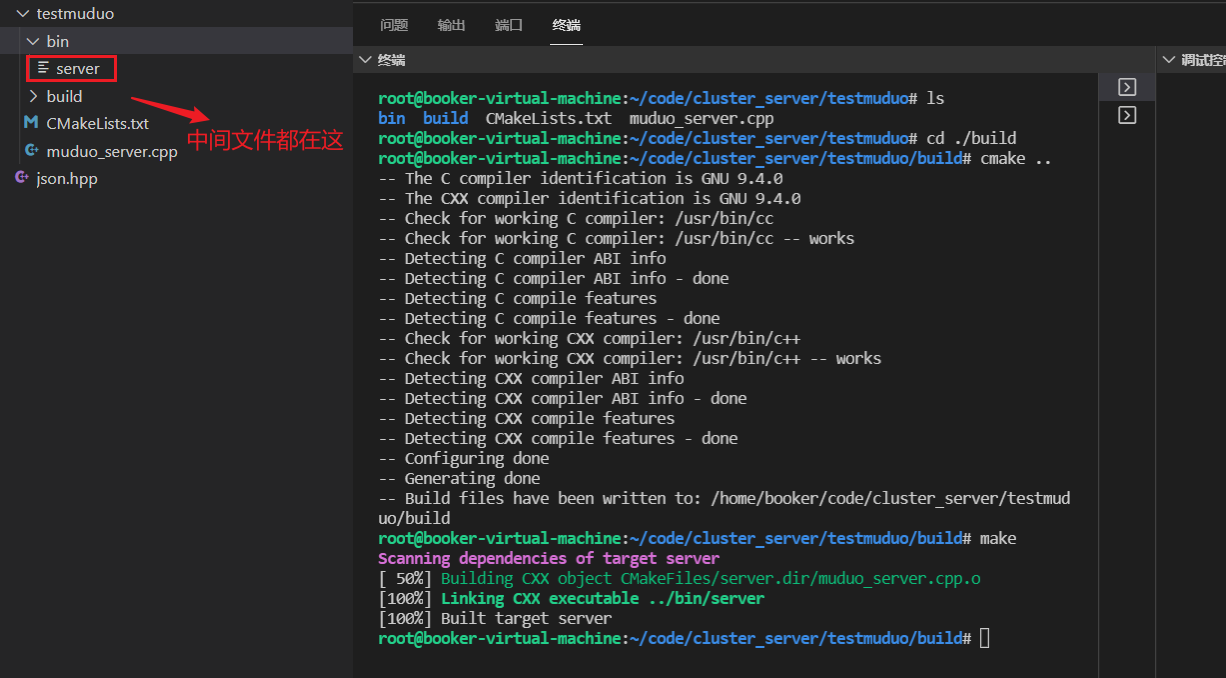 testmuduo
bin
server
build
CMakeLists.txt
中间文件都在这
muduo_server.cpp
json.hpp
问题 输出 端口 终端
终端
调试控
root@booker-virtual-machine:~/code/cluster_server/testmuduo# ls
bin build CMakeLists.txt muduo_server.cpp
root@booker-virtual-machine:~/code/cluster_server/testmuduo# cd ./build
root@booker-virtual-machine:~/code/cluster_server/testmuduo/build# cmake ..
-- The C compiler identification is GNU 9.4.0
-- The CXX compiler identification is GNU 9.4.0
-- Check for working C compiler: /usr/bin/cc
-- Check for working C compiler: /usr/bin/cc -- works
-- Detecting C compiler ABI info
-- Detecting C compiler ABI info - done
-- Detecting C compile features
-- Detecting C compile features - done
-- Check for working CXX compiler: /usr/bin/c++
-- Check for working CXX compiler: /usr/bin/c++ -- works
-- Detecting CXX compiler ABI info
-- Detecting CXX compiler ABI info - done
-- Detecting CXX compile features
-- Detecting CXX compile features - done
-- Configuring done
-- Generating done
-- Build files have been written to: /home/booker/code/cluster_server/testmud
uo/build
root@booker-virtual-machine:~/code/cluster_server/testmuduo/build# make
Scanning dependencies of target server
[ 50%] Building CXX object CMakeFiles/server.dir/muduo_server.cpp.o
[100%] Linking CXX executable ../bin/server
[100%] Built target server
root@booker-virtual-machine:~/code/cluster_server/testmuduo/build#